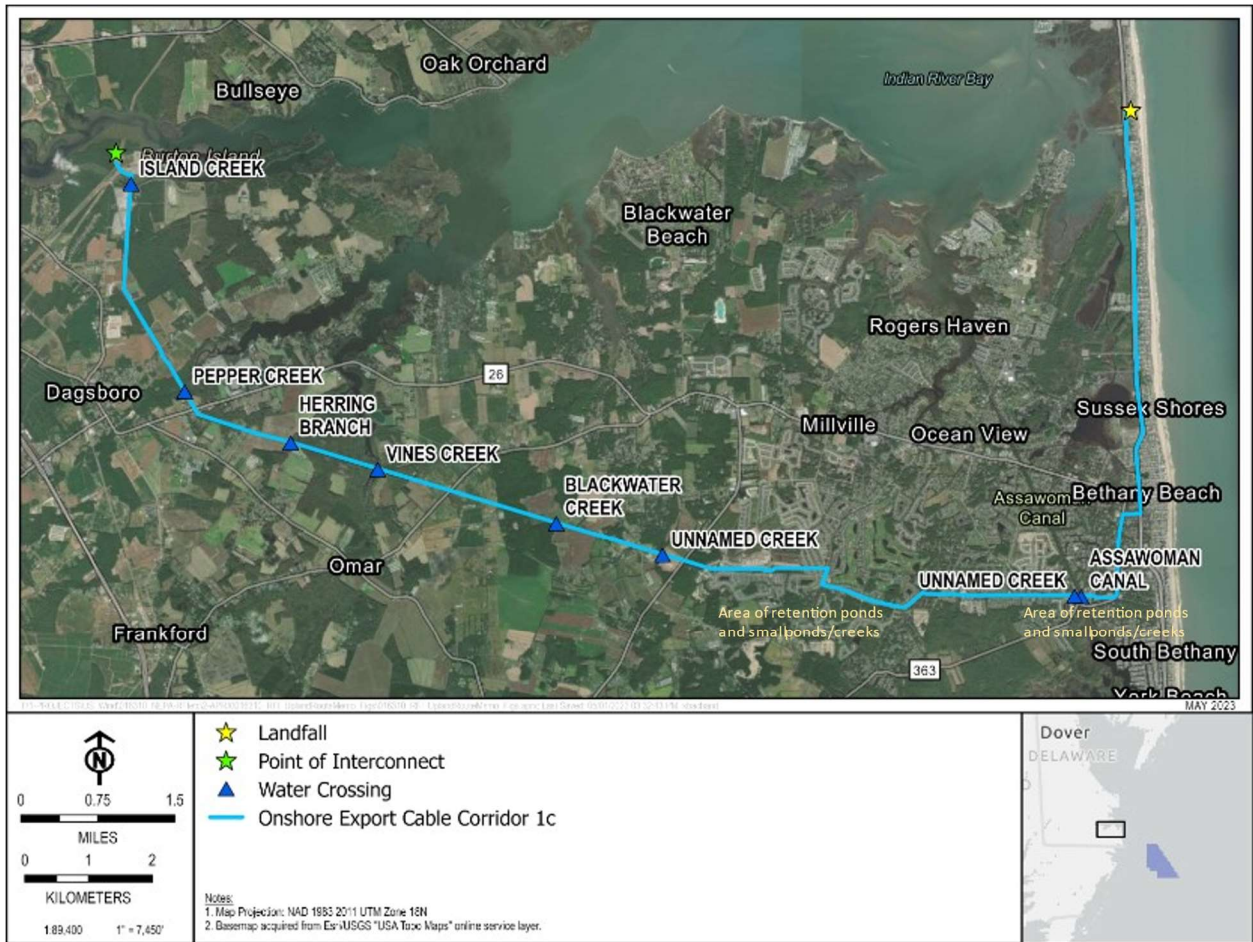 Oak Orchard
Indian River Bay
Bullseye
Burton Island
ISLAND CREEK
Blackwater
Beach
Rogers Haven
26
PEPPER CREEK
Dagsboro
HERRING
BRANCH
Sussex Shores
Millville
Ocean View
VINES CREEK
BLACKWATER
CREEK
Assawoman
Canal
Bethany Beach
UNNAMED CREEK
Omar
UNNAMED CREEK
ASSAWOMAN
CANAL
Area of retention ponds
and smallponds/creeks
Area of retention ponds
and smallponds/creeks
Frankford
363
South Bethany
York Beach
MAY 2023
N
0 0.75 1.5
MILES
0 1 2
KILOMETERS
1:89,400 1" = 7,450'
Landfall
Point of Interconnect
Water Crossing
Onshore Export Cable Corridor 1c
Notes:
1. Map Projection: NAD 1983 2011 UTM Zone 18N
2. Basemap acquired from Esri/USGS "USA Topo Maps" online service layer.
Dover
DELAWARE